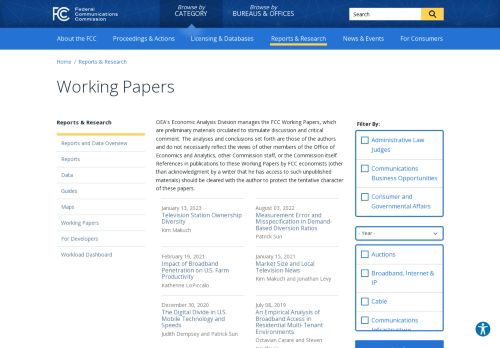 FCC Federal Communications Commission
Browse by CATEGORY
Browse by BUREAUS & OFFICES
Search
About the FCC
Proceedings & Actions
Licensing & Databases
Reports & Research
News & Events
For Consumers
Home / Reports & Research
Working Papers
Reports & Research
Reports and Data Overview
Reports
Data
Guides
Maps
Working Papers
For Developers
Workload Dashboard
OEA's Economic Analysis Division manages the FCC Working Papers, which
are preliminary materials circulated to stimulate discussion and critical
comment. The analyses and conclusions set forth are those of the authors
and do not necessarily reflect the views of other members of the Office of
Economics and Analytics, other Commission staff, or the Commission itself.
References in publications to these Working Papers by FCC economists (other
than acknowledgment by a writer that he has access to such unpublished
materials) should be cleared with the author to protect the tentative character
of these papers.
January 13, 2023
Television Station Ownership
Diversity
Kim Makuch
August 03, 2022
Measurement Error and
Misspecification in Demand-
Based Diversion Ratios
Patrick Sun
February 19, 2021
Impact of Broadband
Penetration on U.S. Farm
Productivity
Katherine LoPiccalo
January 15, 2021
Market Size and Local
Television News
Kim Makuch and Jonathan Levy
December 30, 2020
The Digital Divide in U.S.
Mobile Technology and
Speeds
Judith Dempsey and Patrick Sun
July 08, 2019
An Empirical Analysis of
Broadband Access in
Residential Multi-Tenant
Environments
Octavian Carare and Steven
Filter By:
Administrative Law
Judges
Communications
Business Opportunities
Consumer and
Governmental Affairs
- Year -
Auctions
Broadband, Internet &
IP
Cable
Communications
Infrastructure